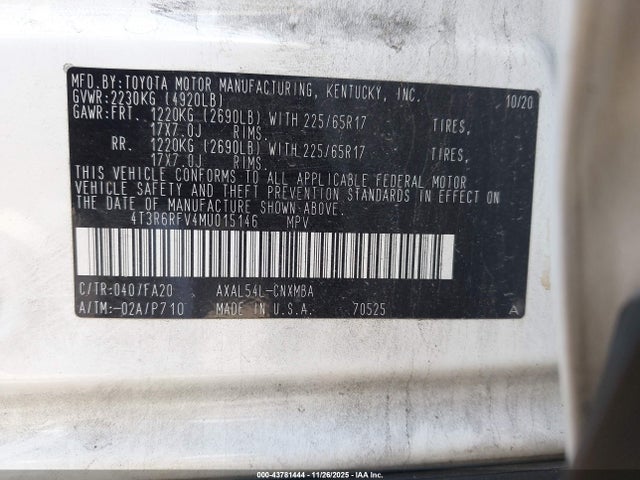 MFD.BY:TOYOTA MOTOR MANUFACTURING, KENTUCKY, INC.
GVWR:2230KG (4920LB) 10/20
GAWR:FRT. 1220KG (2690LB) WITH 225/65R17 TIRES,
17X7.0J RIMS.
RR. 1220KG (2690LB) WITH 225/65R17 TIRES,
17X7.0J RIMS.
THIS VEHICLE CONFORMS TO ALL APPLICABLE FEDERAL MOTOR
VEHICLE SAFETY AND THEFT PREVENTION STANDARDS IN EFFECT ON
THE DATE OF MANUFACTURE SHOWN ABOVE.
4T3R6RFV4MU015146 MPV
C/TR:040/FA20 AXAL54L-CNXMBA
A/TM:-02A/P710 MADE IN U.S.A. 70525 A
000-43781444 - 11/26/2025 - IAA Inc.